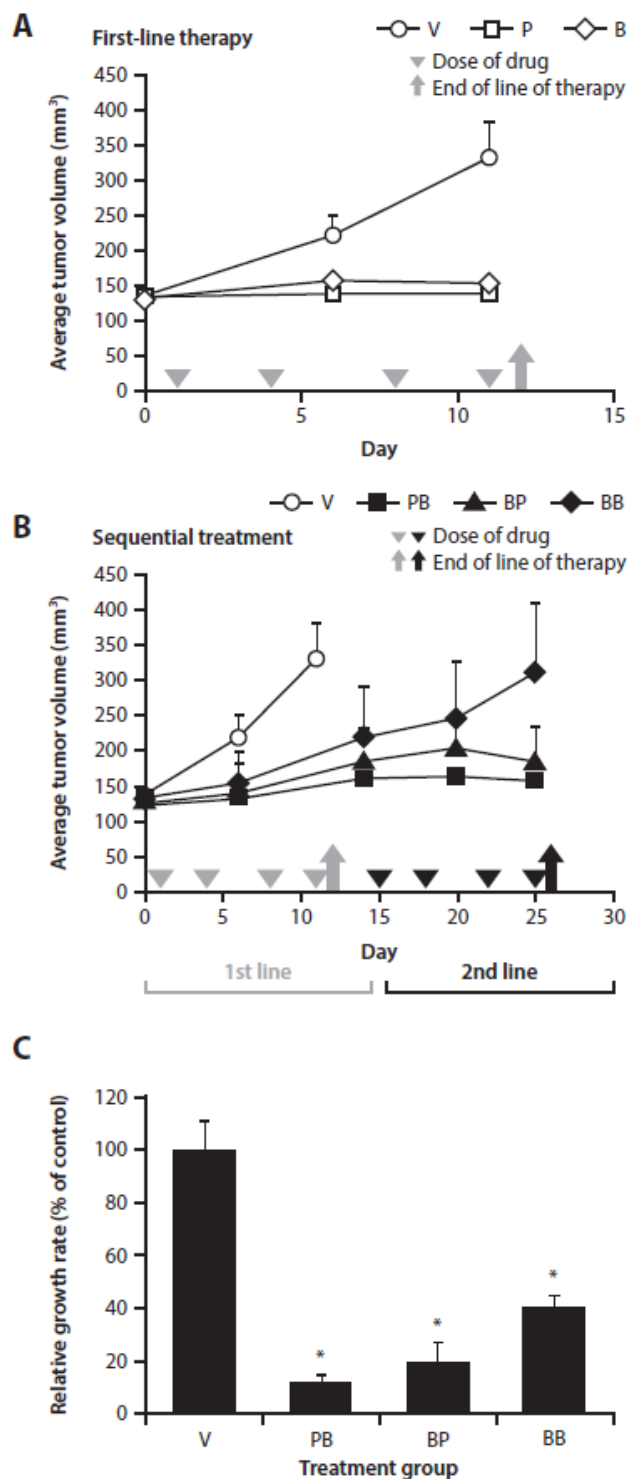 A
First-line therapy
V P B
Dose of drug
End of line of therapy
Average tumor volume (mm³)
450
400
350
300
250
200
150
100
50
0
0 5 10 15
Day
V PB BP BB
B
Sequential treatment
Dose of drug
End of line of therapy
Average tumor volume (mm³)
450
400
350
300
250
200
150
100
50
0
0 5 10 15 20 25 30
Day
1st line 2nd line
C
Relative growth rate (% of control)
120
100
80
60
40
20
0
* * *
V PB BP BB
Treatment group